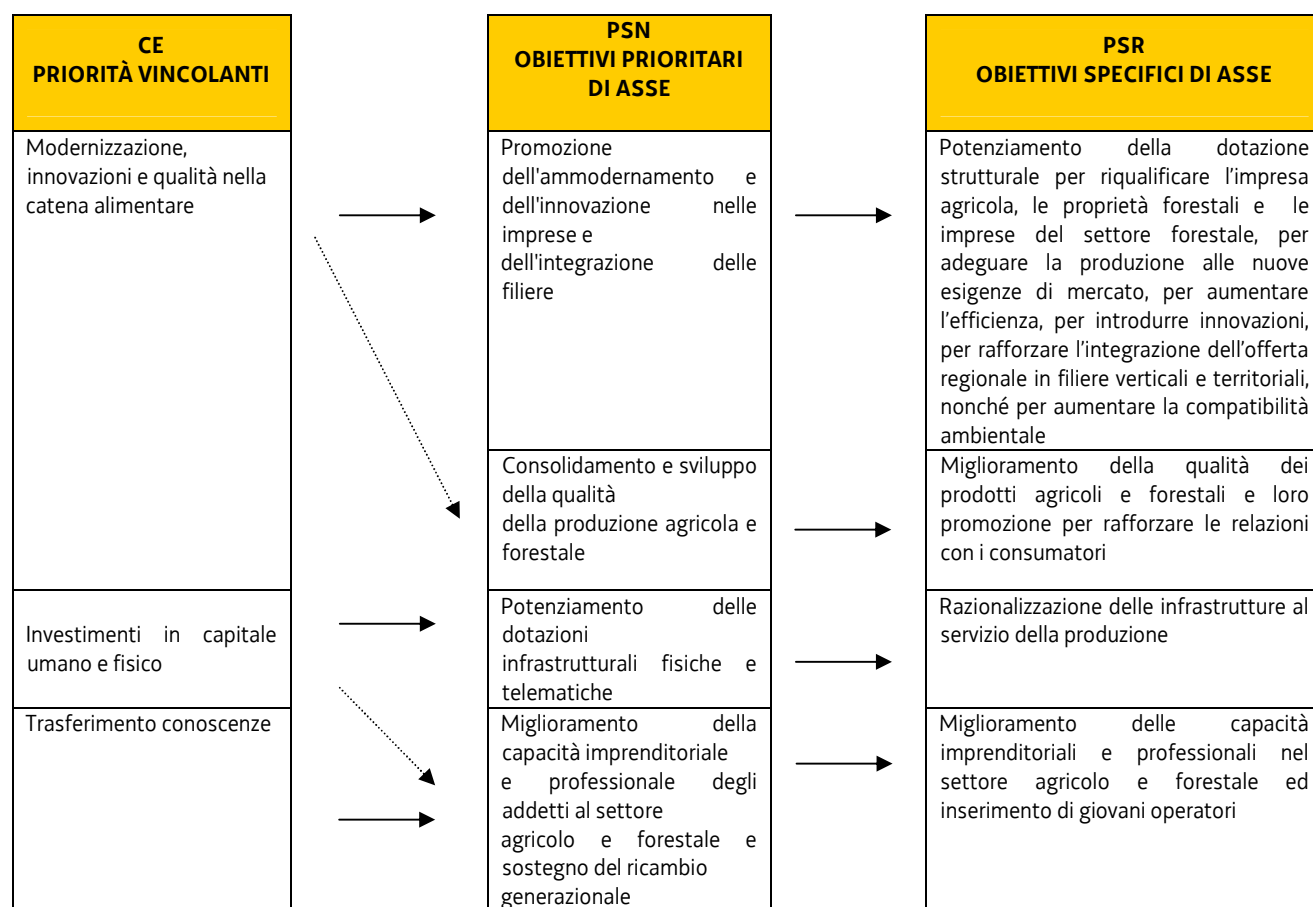 CE
PRIORITÀ VINCOLANTI
Modernizzazione,
innovazioni e qualità nella
catena alimentare
Investimenti in capitale
umano e fisico
Trasferimento conoscenze
PSN
OBIETTIVI PRIORITARI
DI ASSE
Promozione
dell'ammodernamento e
dell'innovazione nelle
imprese e
dell'integrazione delle
filiere
Consolidamento e sviluppo
della qualità
della produzione agricola e
forestale
Potenziamento delle
dotazioni
infrastrutturali fisiche e
telematiche
Miglioramento della
capacità imprenditoriale
e professionale degli
addetti al settore
agricolo e forestale e
sostegno del ricambio
generazionale
PSR
OBIETTIVI SPECIFICI DI ASSE
Potenziamento della dotazione
strutturale per riqualificare l’impresa
agricola, le proprietà forestali e le
imprese del settore forestale, per
adeguare la produzione alle nuove
esigenze di mercato, per aumentare
l’efficienza, per introdurre innovazioni,
per rafforzare l’integrazione dell’offerta
regionale in filiere verticali e territoriali,
nonché per aumentare la compatibilità
ambientale
Miglioramento della qualità dei
prodotti agricoli e forestali e loro
promozione per rafforzare le relazioni
con i consumatori
Razionalizzazione delle infrastrutture al
servizio della produzione
Miglioramento delle capacità
imprenditoriali e professionali nel
settore agricolo e forestale ed
inserimento di giovani operatori